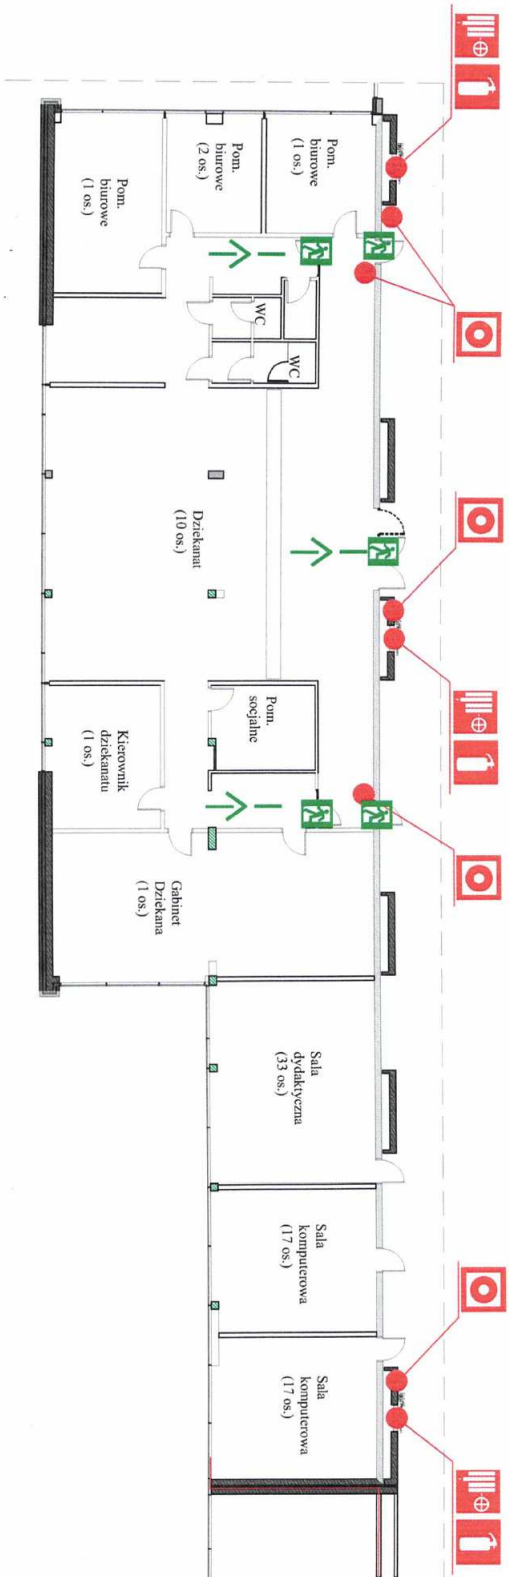 Pom.
biurowe
(1 os.)
Pom.
biurowe
(2 os.)
Pom.
biurowe
(1 os.)
WC
WC
Dziekanat
(10 os.)
Pom.
socjalne
Kierownik
dziekanatu
(1 os.)
Gabinet
Dziekana
(1 os.)
Sala
dydaktyczna
(33 os.)
Sala
komputerowa
(17 os.)
Sala
komputerowa
(17 os.)